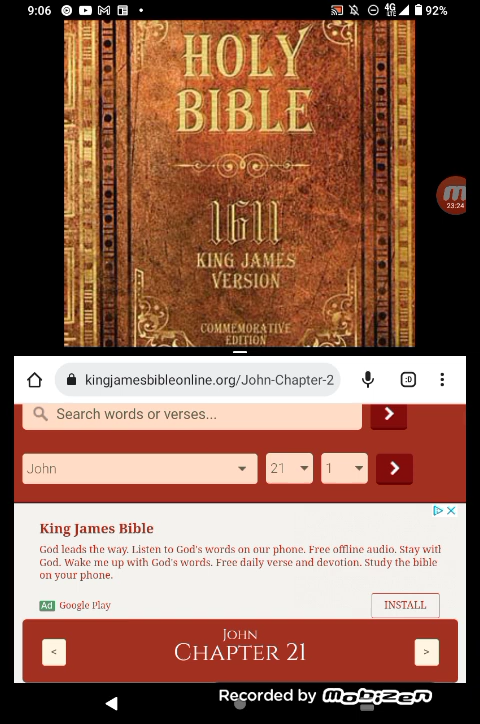 9:06
4G
LTE
92%
HOLY
BIBLE
1611
KING JAMES
VERSION
COMMEMORATIVE
EDITION
23:24
kingjamesbibleonline.org/John-Chapter-2
:D
Search words or verses...
John
21
1
King James Bible
God leads the way. Listen to God's words on our phone. Free offline audio. Stay with
God. Wake me up with God's words. Free daily verse and devotion. Study the bible
on your phone.
Ad Google Play
INSTALL
JOHN
CHAPTER 21
<
>
Recorded by Mobizen